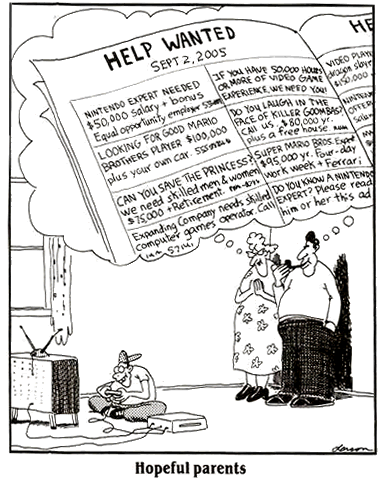 HELP WANTED
SEPT 2, 2005
NINTENDO EXPERT NEEDED
$50,000 salary + bonus
Equal opportunity employer
LOOKING FOR GOOD MARIO
BROTHERS PLAYER $100,000
plus your own car.
CAN YOU SAVE THE PRINCESS?
We need skilled men & women
$75,000 + Retirement.
Expanding Company needs skilled
computer games operator. Call
IF YOU HAVE 50,000 HOURS
OR MORE OF VIDEO GAME
EXPERIENCE, WE NEED YOU!
DO YOU LAUGH IN THE
FACE OF KILLER GOOMBAS?
CALL US. $80,000 yr.
plus a free house
SUPER MARIO BROS. Expert
$95,000 yr. Four-day
work week + Ferrari
DO YOU KNOW A NINTENDO
EXPERT? Please read
him or her this ad
HE
VIDEO PLAY
dragon
$150,000
NINTEN
OFFER
Larson
Hopeful parents